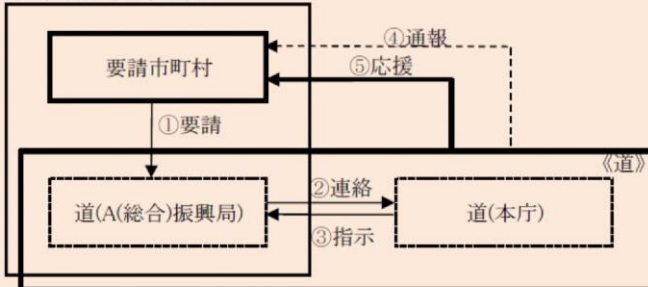 ④通報
要請市町村
⑤応援
①要請
《道》
②連絡
道(A(総合)振興局)
道(本庁)
③指示